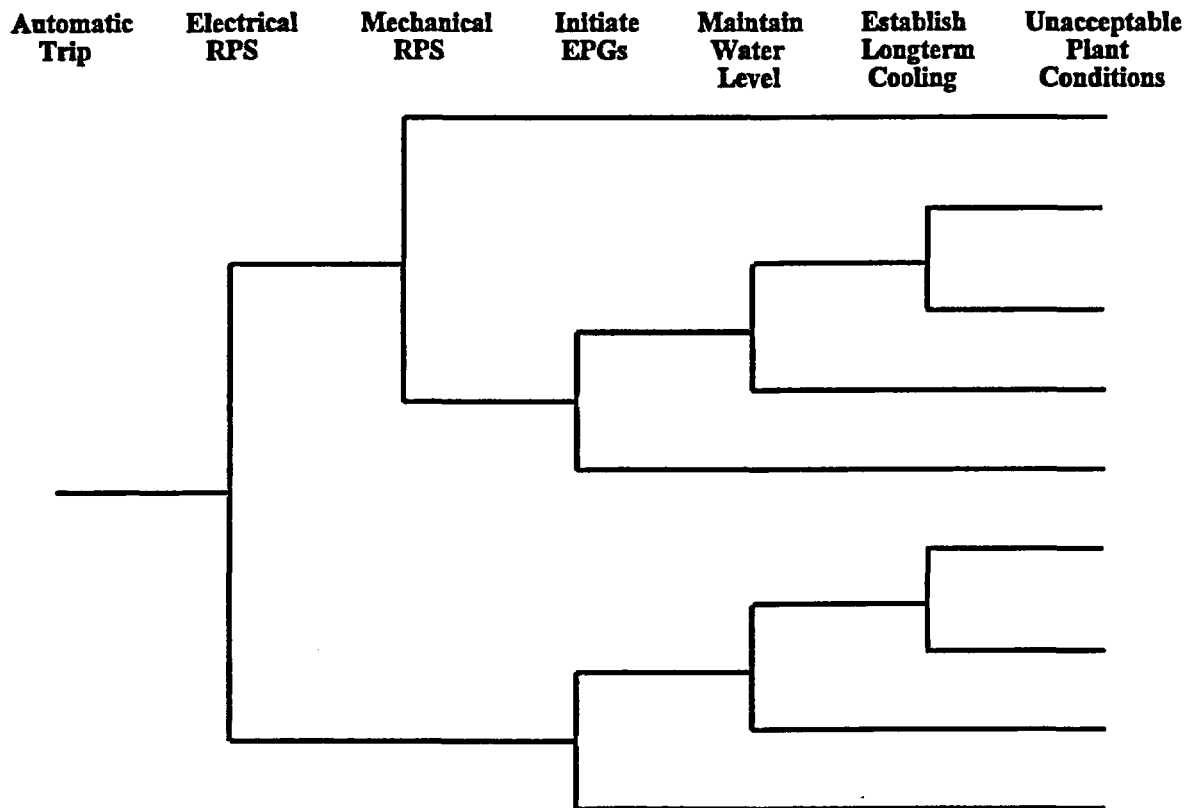 Automatic Trip
Electrical RPS
Mechanical RPS
Initiate EPGs
Maintain Water Level
Establish Longterm Cooling
Unacceptable Plant Conditions